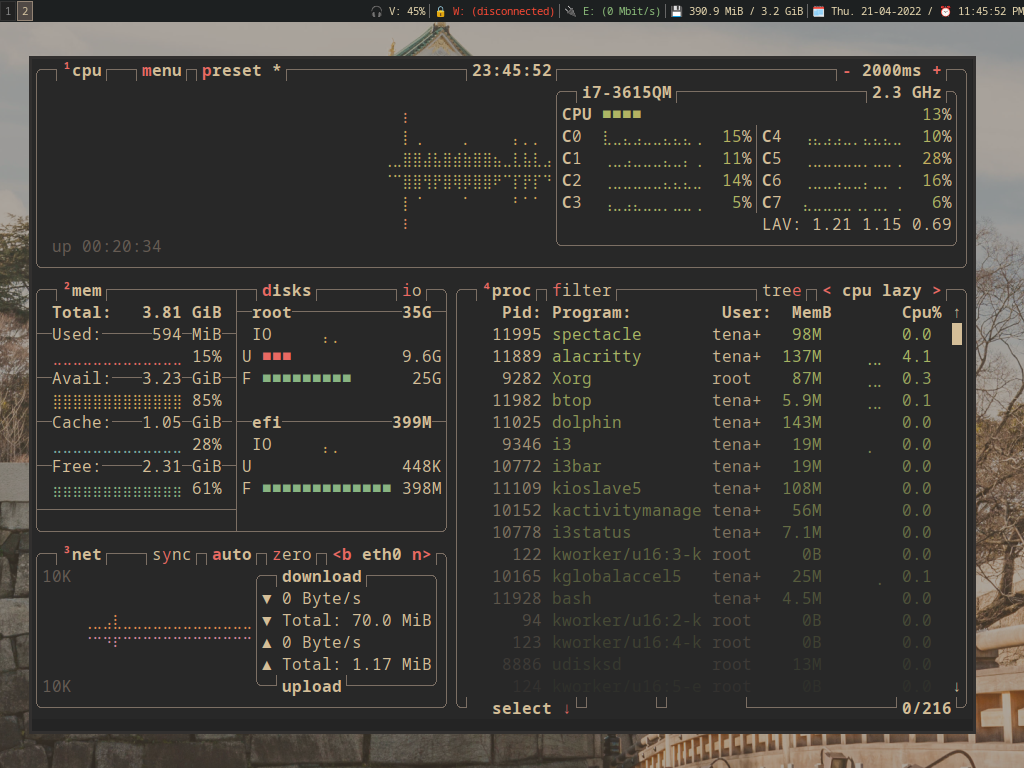 1 2 V: 45% W: (disconnected) E: (0 Mbit/s) 390.9 MiB / 3.2 GiB Thu. 21-04-2022 / 11:45:52 PM
1cpu menu preset * 23:45:52 - 2000ms +
i7-3615QM 2.3 GHz
CPU 13%
C0 15% C4 10%
C1 11% C5 28%
C2 14% C6 16%
C3 5% C7 6%
LAV: 1.21 1.15 0.69
up 00:20:34
2mem
Total: 3.81 GiB
Used: 594 MiB
15%
Avail: 3.23 GiB
85%
Cache: 1.05 GiB
28%
Free: 2.31 GiB
61%
disks io
root 35G
IO
U 9.6G
F 25G
efi 399M
IO
U 448K
F 398M
3net sync auto zero <b eth0 n>
10K
download
▼ 0 Byte/s
▼ Total: 70.0 MiB
▲ 0 Byte/s
▲ Total: 1.17 MiB
upload
10K
4proc filter tree < cpu lazy >
Pid: Program: User: MemB Cpu% ↑
11995 spectacle tena+ 98M 0.0
11889 alacritty tena+ 137M 4.1
9282 Xorg root 87M 0.3
11982 btop tena+ 5.9M 0.1
11025 dolphin tena+ 143M 0.0
9346 i3 tena+ 19M 0.0
10772 i3bar tena+ 19M 0.0
11109 kioslave5 tena+ 108M 0.0
10152 kactivitymanage tena+ 56M 0.0
10778 i3status tena+ 7.1M 0.0
122 kworker/u16:3-k root 0B 0.0
10165 kglobalaccel5 tena+ 25M 0.1
11928 bash tena+ 4.5M 0.0
94 kworker/u16:2-k root 0B 0.0
123 kworker/u16:4-k root 0B 0.0
8886 udisksd root 13M 0.0
124 kworker/u16:5-e root 0B 0.0 ↓
select ↓ 0/216